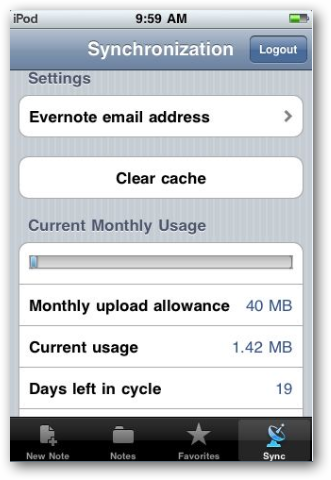 iPod 9:59 AM
Synchronization Logout
Settings
Evernote email address
Clear cache
Current Monthly Usage
Monthly upload allowance 40 MB
Current usage 1.42 MB
Days left in cycle 19
New Note Notes Favorites Sync